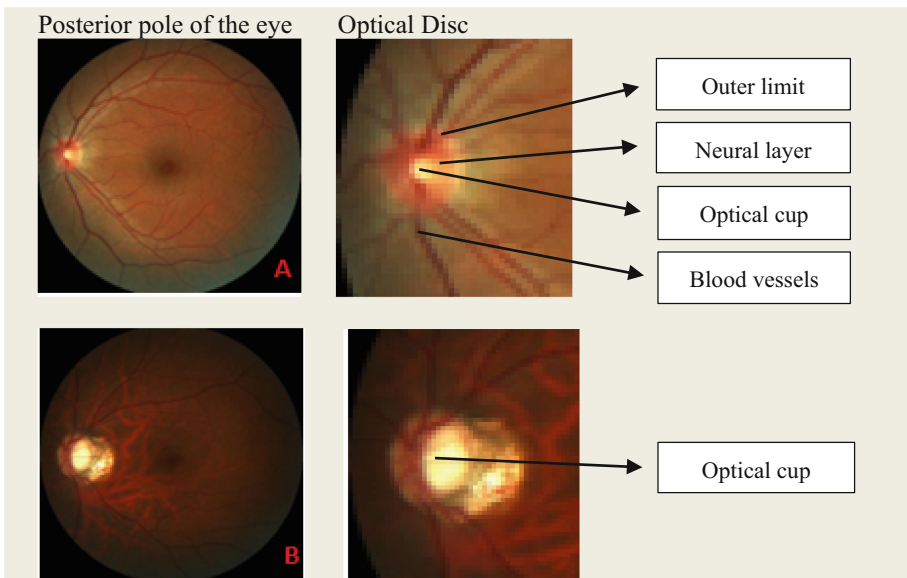 Posterior pole of the eye
Optical Disc
Outer limit
Neural layer
Optical cup
Blood vessels
A
Optical cup
B